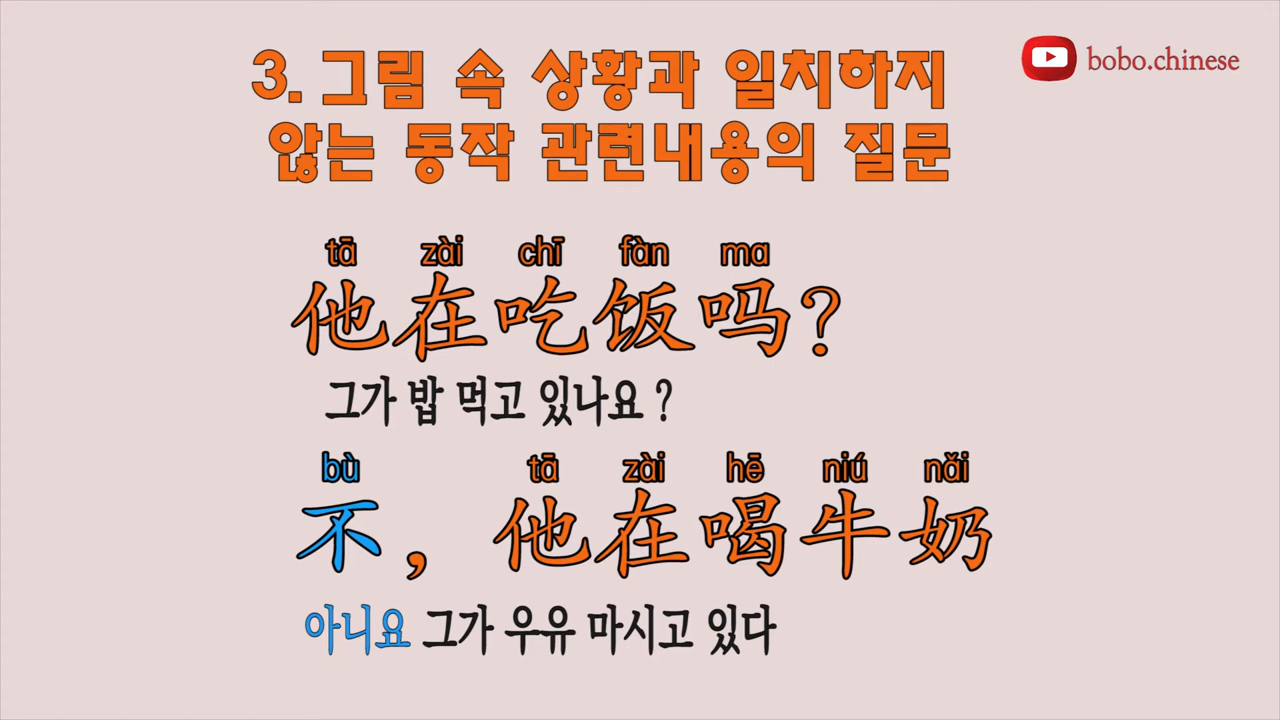 3. 그림 속 상황과 일치하지
않는 동작 관련내용의 질문
bobo.chinese
tā zài chī fàn ma
他在吃饭吗?
그가 밥 먹고 있나요 ?
bù tā zài hē niú nǎi
不, 他在喝牛奶
아니요 그가 우유 마시고 있다